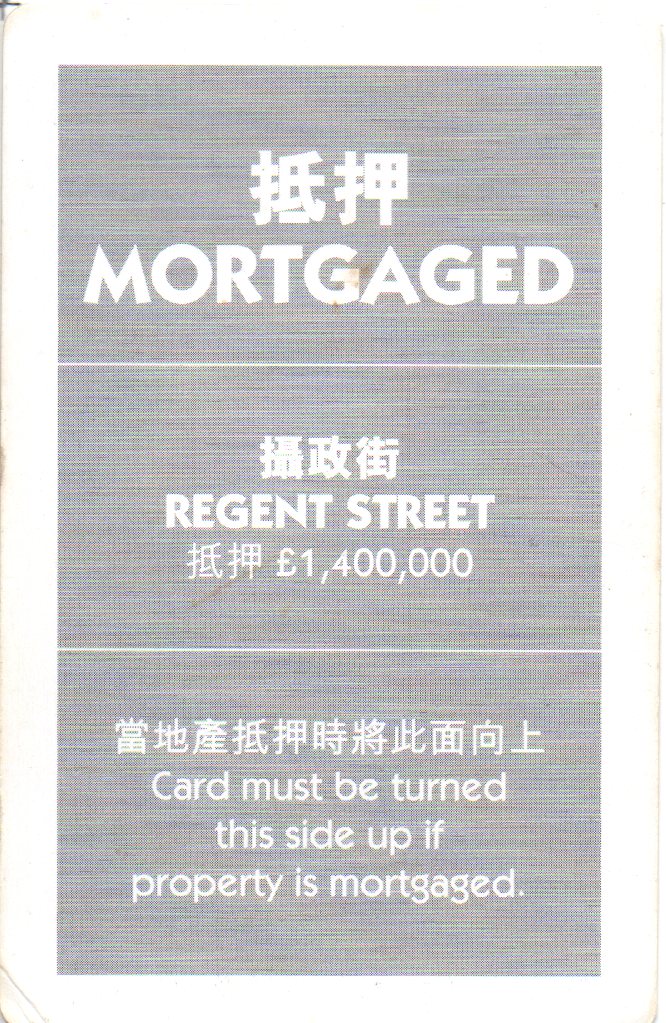 抵押
MORTGAGED
攝政街
REGENT STREET
抵押 £1,400,000
當地產抵押時將此面向上
Card must be turned
this side up if
property is mortgaged.